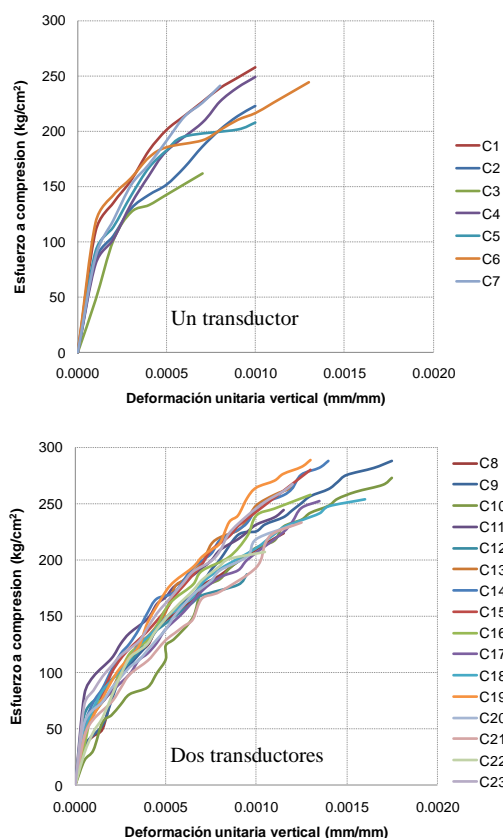 300
250
200
150
100
50
0
Esfuerzo a compresion (kg/cm²)
C1
C2
C3
C4
C5
C6
C7
Un transductor
0.0000 0.0005 0.0010 0.0015 0.0020
Deformación unitaria vertical (mm/mm)
300
250
200
150
100
50
0
Esfuerzo a compresion (kg/cm²)
C8
C9
C10
C11
C12
C13
C14
C15
C16
C17
C18
C19
C20
C21
C22
C23
Dos transductores
0.0000 0.0005 0.0010 0.0015 0.0020
Deformación unitaria vertical (mm/mm)